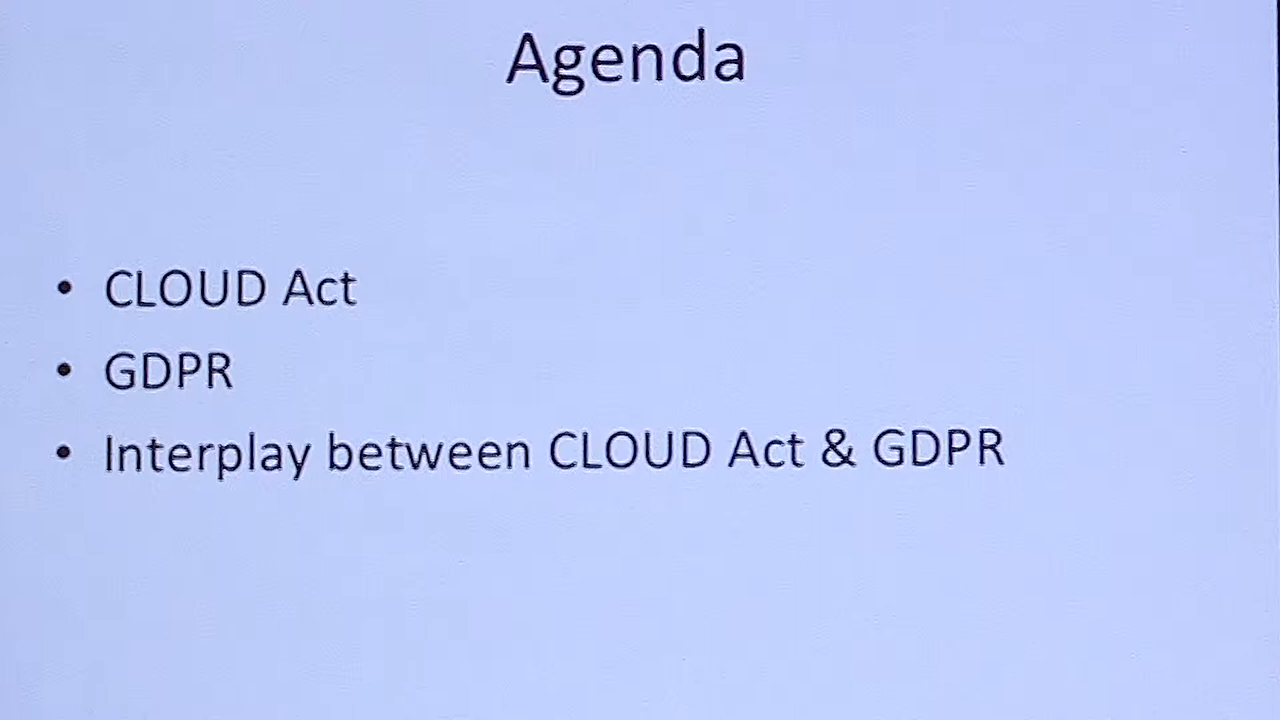 Agenda
• CLOUD Act
• GDPR
• Interplay between CLOUD Act & GDPR